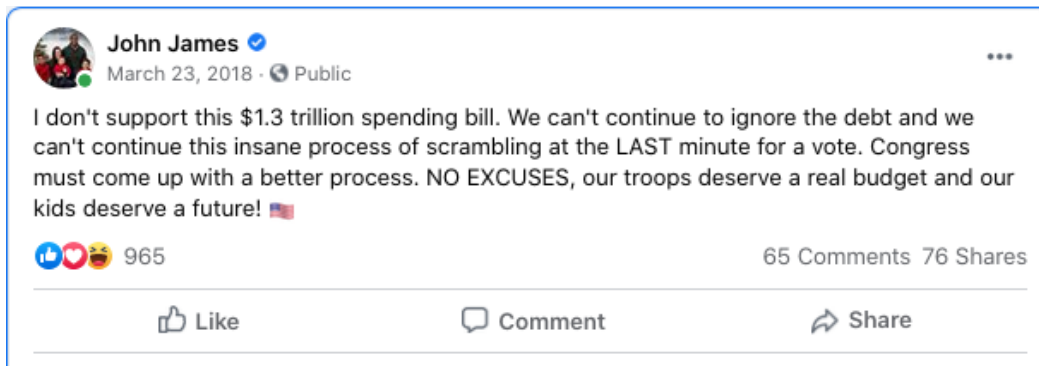 John James
March 23, 2018 · Public
I don't support this $1.3 trillion spending bill. We can't continue to ignore the debt and we
can't continue this insane process of scrambling at the LAST minute for a vote. Congress
must come up with a better process. NO EXCUSES, our troops deserve a real budget and our
kids deserve a future! 🇺🇸
965 65 Comments 76 Shares
Like Comment Share